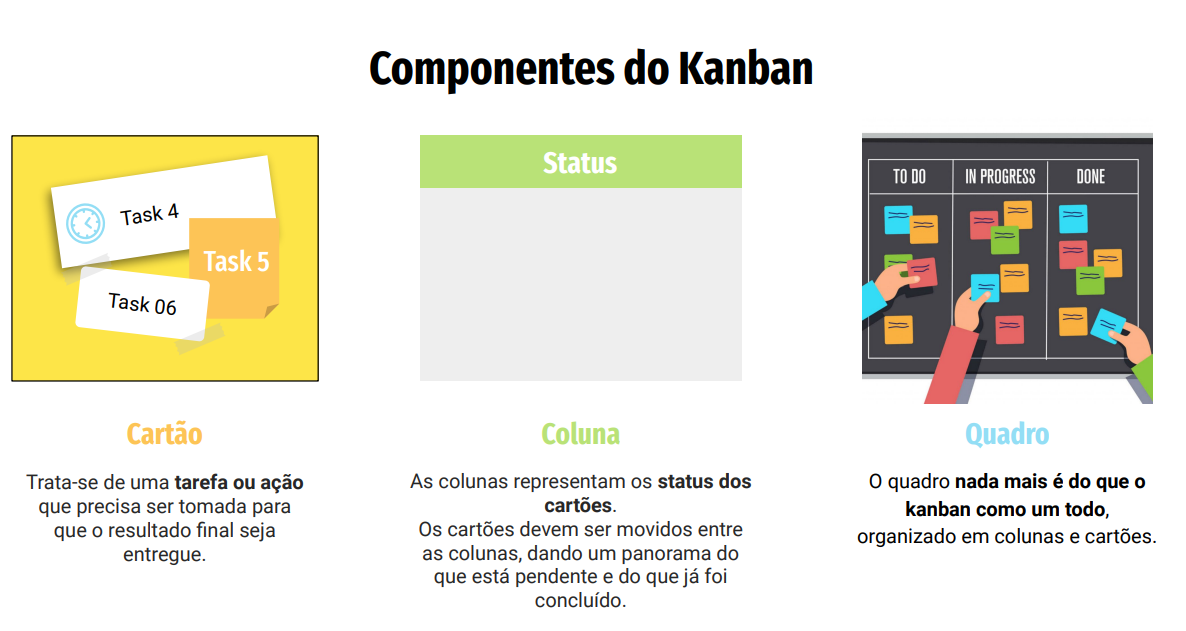 Componentes do Kanban
Task 4
Task 5
Task 06
Status
TO DO
IN PROGRESS
DONE
Cartão
Trata-se de uma tarefa ou ação
que precisa ser tomada para
que o resultado final seja
entregue.
Coluna
As colunas representam os status dos
cartões.
Os cartões devem ser movidos entre
as colunas, dando um panorama do
que está pendente e do que já foi
concluído.
Quadro
O quadro nada mais é do que o
kanban como um todo,
organizado em colunas e cartões.